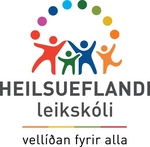 HEILSUEFLANDI
leikskóli
vellíðan fyrir alla